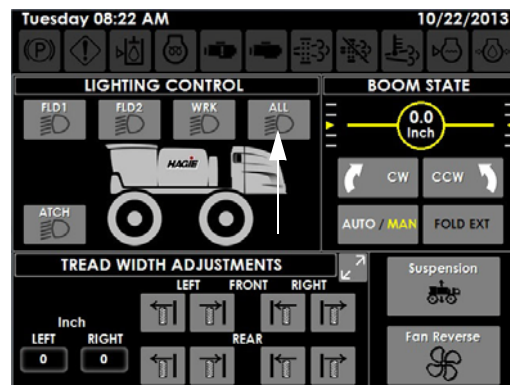 Tuesday 08:22 AM 10/22/2013
(P)
LIGHTING CONTROL
FLD1 FLD2 WRK ALL
HAGIE
ATCH
BOOM STATE
0.0
Inch
CW CCW
AUTO / MAN FOLD EXT
TREAD WIDTH ADJUSTMENTS
LEFT FRONT RIGHT
Inch
LEFT RIGHT
0 0
REAR
Suspension
Fan Reverse